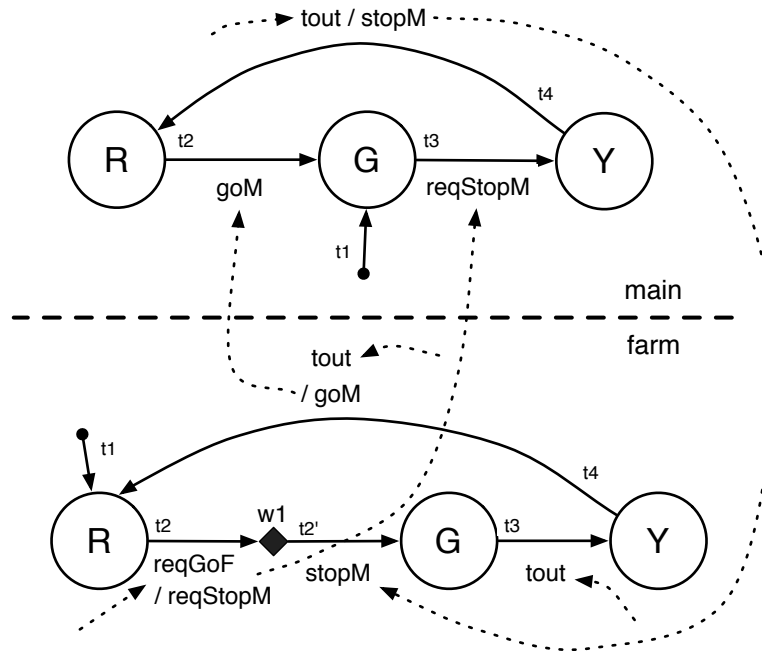 tout / stopM
t4
R
t2
G
t3
Y
goM
reqStopM
t1
main
farm
tout
/ goM
t1
t4
R
t2
w1
t2'
G
t3
Y
reqGoF
/ reqStopM
stopM
tout